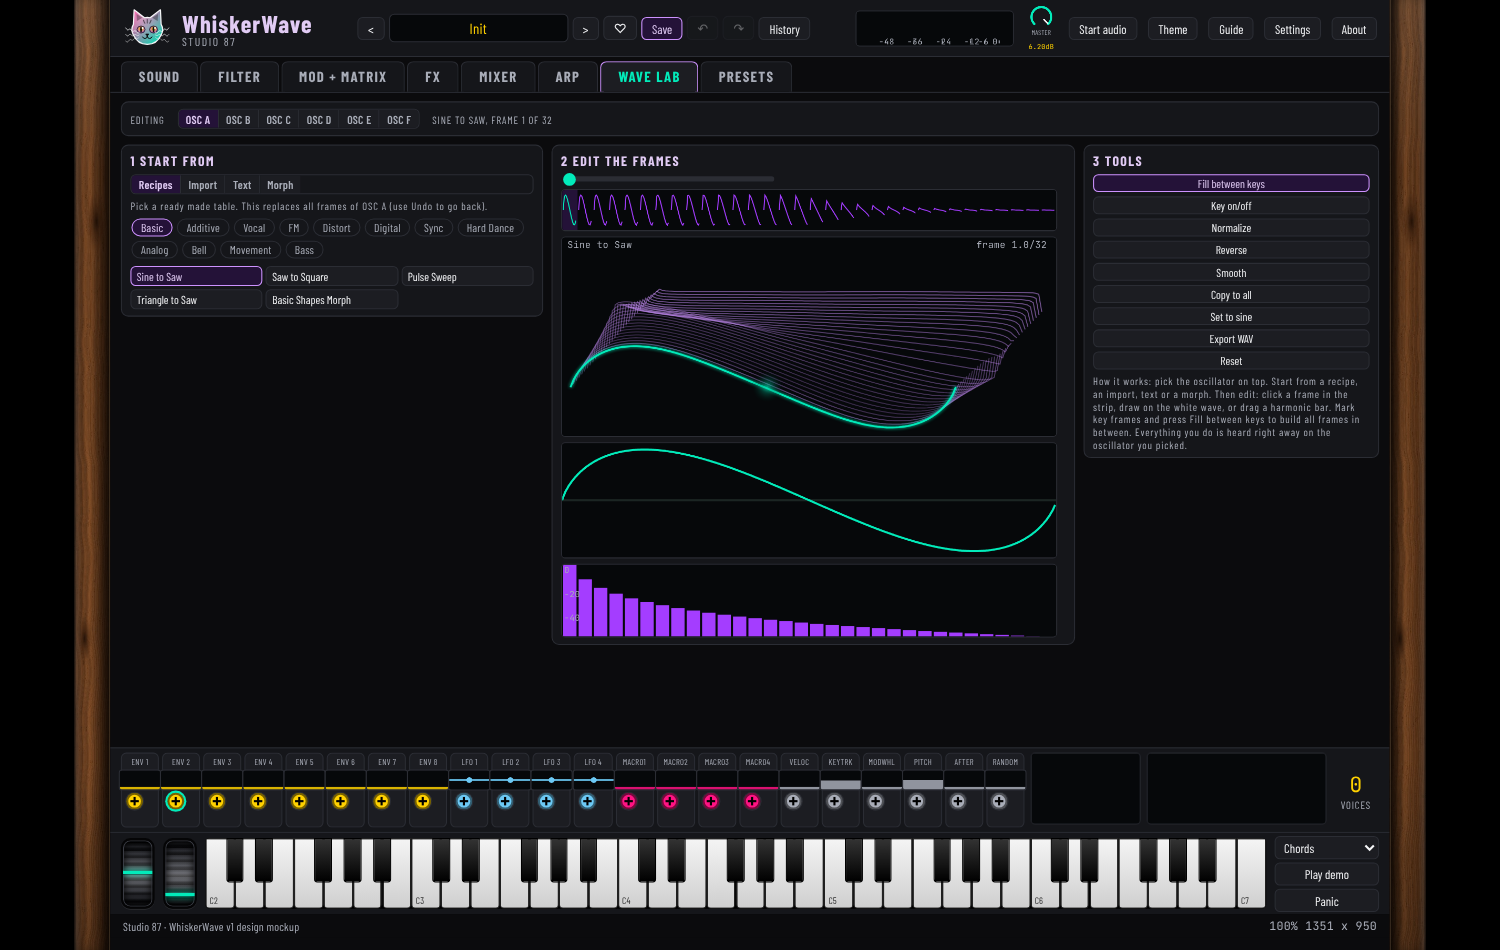 WhiskerWave
STUDIO 87
<
Init
>
Save
History
-48 -36 -24 -12 -6 0
MASTER
6.20dB
Start audio
Theme
Guide
Settings
About
SOUND
FILTER
MOD + MATRIX
FX
MIXER
ARP
WAVE LAB
PRESETS
EDITING
OSC A
OSC B
OSC C
OSC D
OSC E
OSC F
SINE TO SAW, FRAME 1 OF 32
1 START FROM
Recipes
Import
Text
Morph
Pick a ready made table. This replaces all frames of OSC A (use Undo to go back).
Basic
Additive
Vocal
FM
Distort
Digital
Sync
Hard Dance
Analog
Bell
Movement
Bass
Sine to Saw
Saw to Square
Pulse Sweep
Triangle to Saw
Basic Shapes Morph
2 EDIT THE FRAMES
Sine to Saw
frame 1.0/32
0
-20
-40
3 TOOLS
Fill between keys
Key on/off
Normalize
Reverse
Smooth
Copy to all
Set to sine
Export WAV
Reset
How it works: pick the oscillator on top. Start from a recipe,
an import, text or a morph. Then edit: click a frame in the
strip, draw on the white wave, or drag a harmonic bar. Mark
key frames and press Fill between keys to build all frames in
between. Everything you do is heard right away on the
oscillator you picked.
ENV 1
ENV 2
ENV 3
ENV 4
ENV 5
ENV 6
ENV 7
ENV 8
LFO 1
LFO 2
LFO 3
LFO 4
MACRO1
MACRO2
MACRO3
MACRO4
VELOC
KEYTRK
MODWHL
PITCH
AFTER
RANDOM
0
VOICES
C2
C3
C4
C5
C6
C7
Chords
Play demo
Panic
Studio 87 · WhiskerWave v1 design mockup
100% 1351 x 950